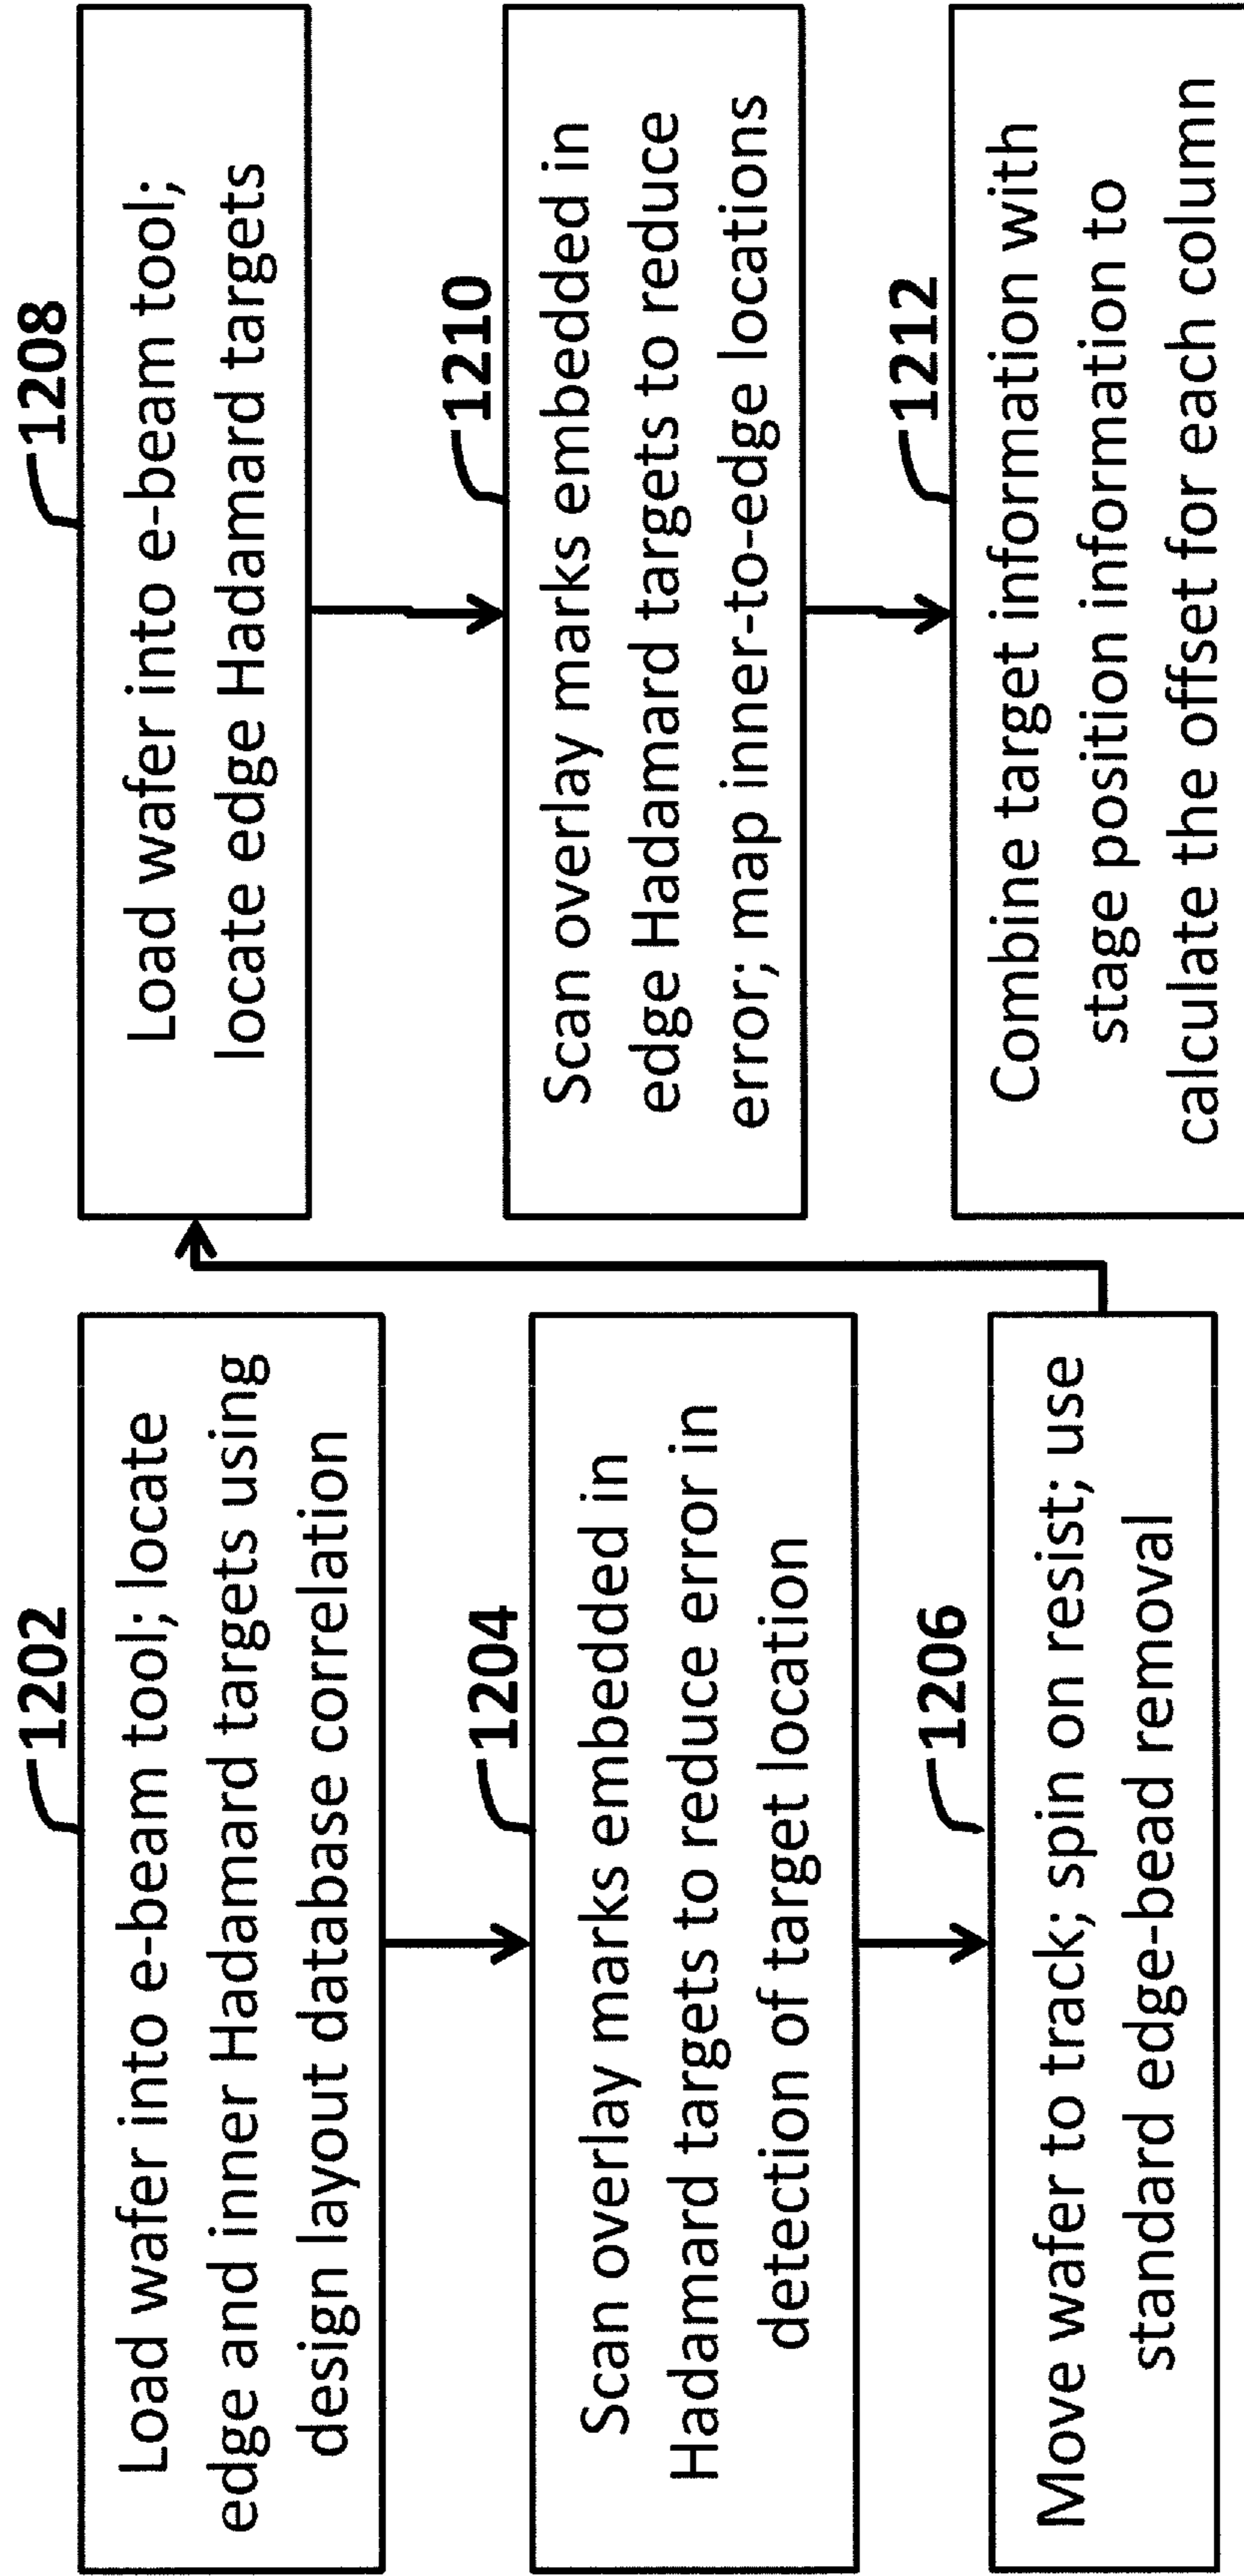 1202
Load wafer into e-beam tool; locate
edge and inner Hadamard targets using
design layout database correlation
1204
Scan overlay marks embedded in
Hadamard targets to reduce error in
detection of target location
1206
Move wafer to track; spin on resist; use
standard edge-bead removal
1208
Load wafer into e-beam tool;
locate edge Hadamard targets
1210
Scan overlay marks embedded in
edge Hadamard targets to reduce
error; map inner-to-edge locations
1212
Combine target information with
stage position information to
calculate the offset for each column